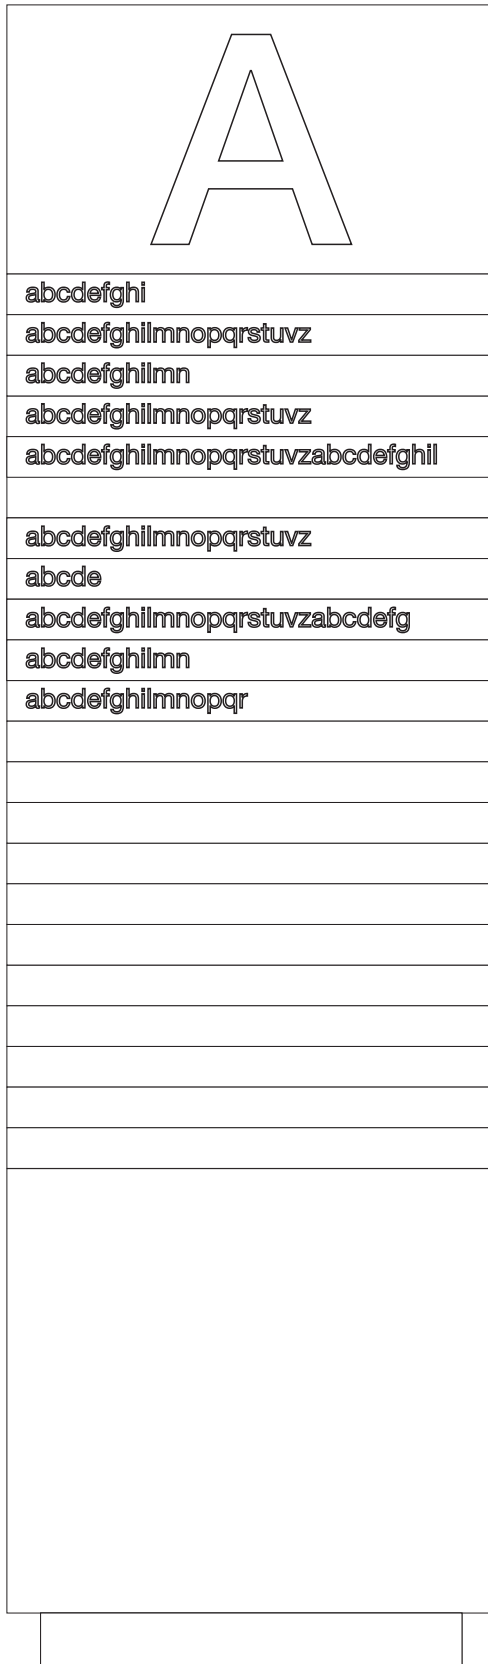 A
abcdefghi
abcdefghilmnopqrstuvz
abcdefghilmn
abcdefghilmnopqrstuvz
abcdefghilmnopqrstuvzabcdefghil
abcdefghilmnopqrstuvz
abcde
abcdefghilmnopqrstuvzabcdefg
abcdefghilmn
abcdefghilmnopqr